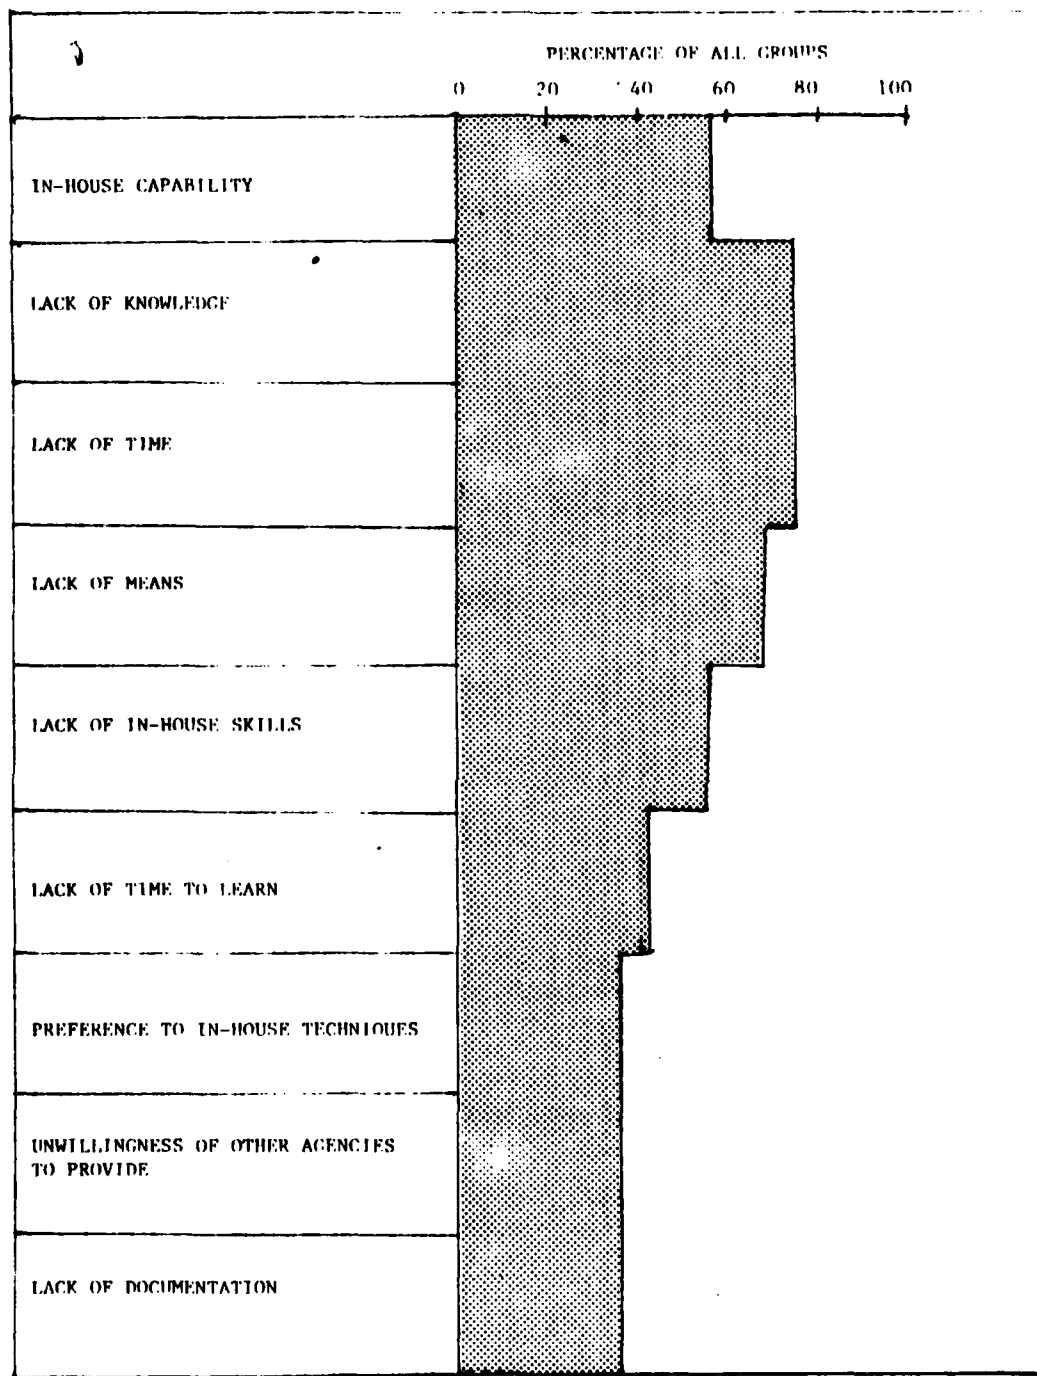 PERCENTAGE OF ALL GROUPS
0 20 40 60 80 100
IN-HOUSE CAPABILITY
LACK OF KNOWLEDGE
LACK OF TIME
LACK OF MEANS
LACK OF IN-HOUSE SKILLS
LACK OF TIME TO LEARN
PREFERENCE TO IN-HOUSE TECHNIQUES
UNWILLINGNESS OF OTHER AGENCIES
TO PROVIDE
LACK OF DOCUMENTATION